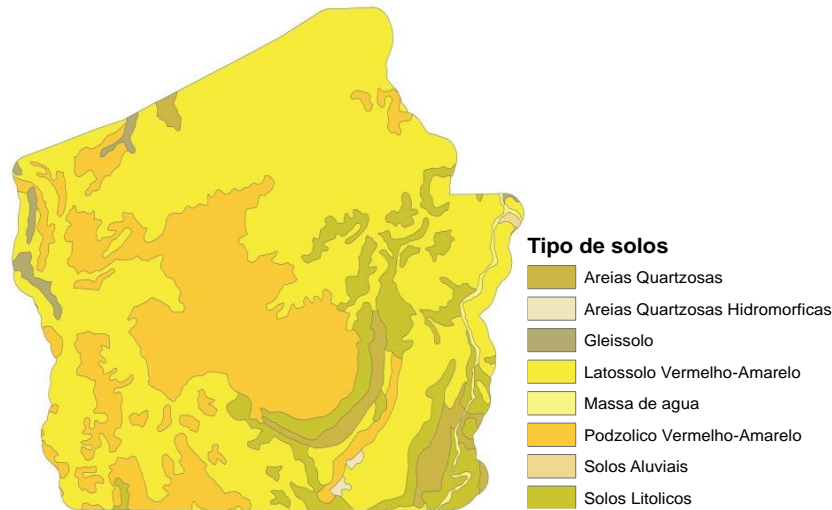 Tipo de solos
Areias Quartzosas
Areias Quartzosas Hidromorficas
Gleissolo
Latossolo Vermelho-Amarelo
Massa de agua
Podzolico Vermelho-Amarelo
Solos Aluviais
Solos Litolicos